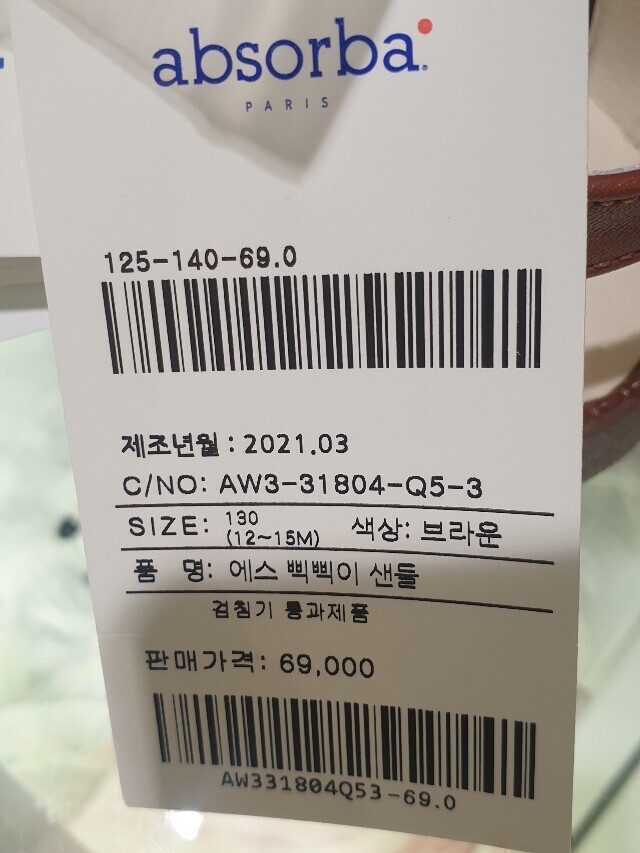 absorba.
PARIS
125-140-69.0
제조년월 : 2021.03
C/NO: AW3-31804-Q5-3
SIZE: 130 (12~15M) 색상: 브라운
품 명: 에스 삑삑이 샌들
검침기 통과제품
판매가격: 69,000
AW331804Q53-69.0